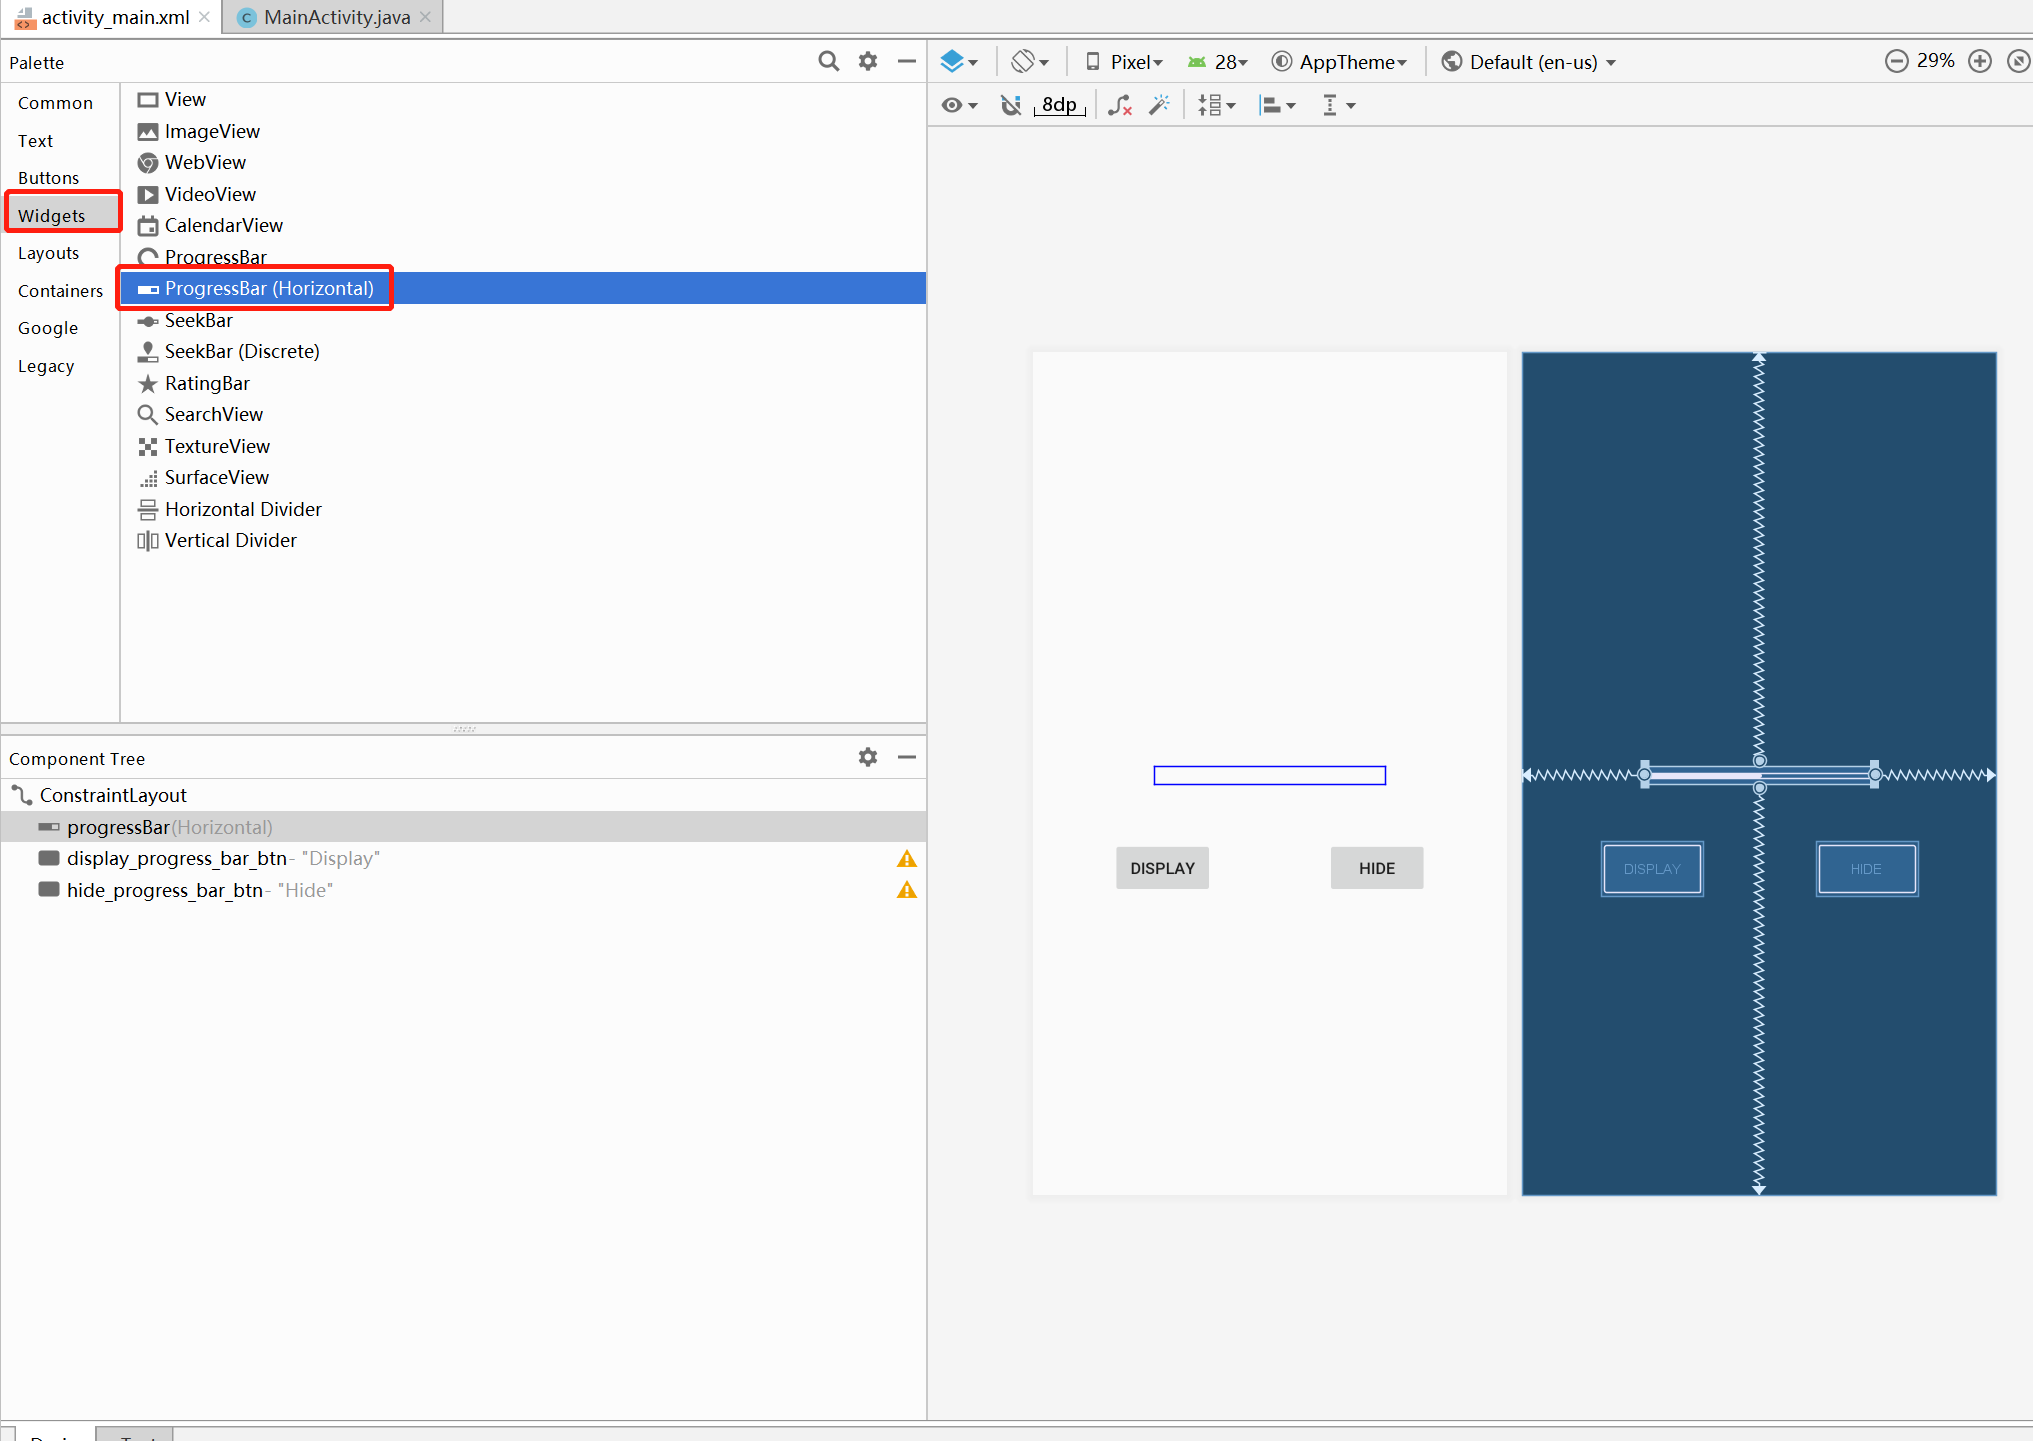 activity_main.xml
MainActivity.java
Palette
Common
Text
Buttons
Widgets
Layouts
Containers
Google
Legacy
View
ImageView
WebView
VideoView
CalendarView
ProgressBar
ProgressBar (Horizontal)
SeekBar
SeekBar (Discrete)
RatingBar
SearchView
TextureView
SurfaceView
Horizontal Divider
Vertical Divider
Pixel
28
AppTheme
Default (en-us)
29%
8dp
Component Tree
ConstraintLayout
progressBar(Horizontal)
display_progress_bar_btn- "Display"
hide_progress_bar_btn- "Hide"
DISPLAY
HIDE
DISPLAY
HIDE